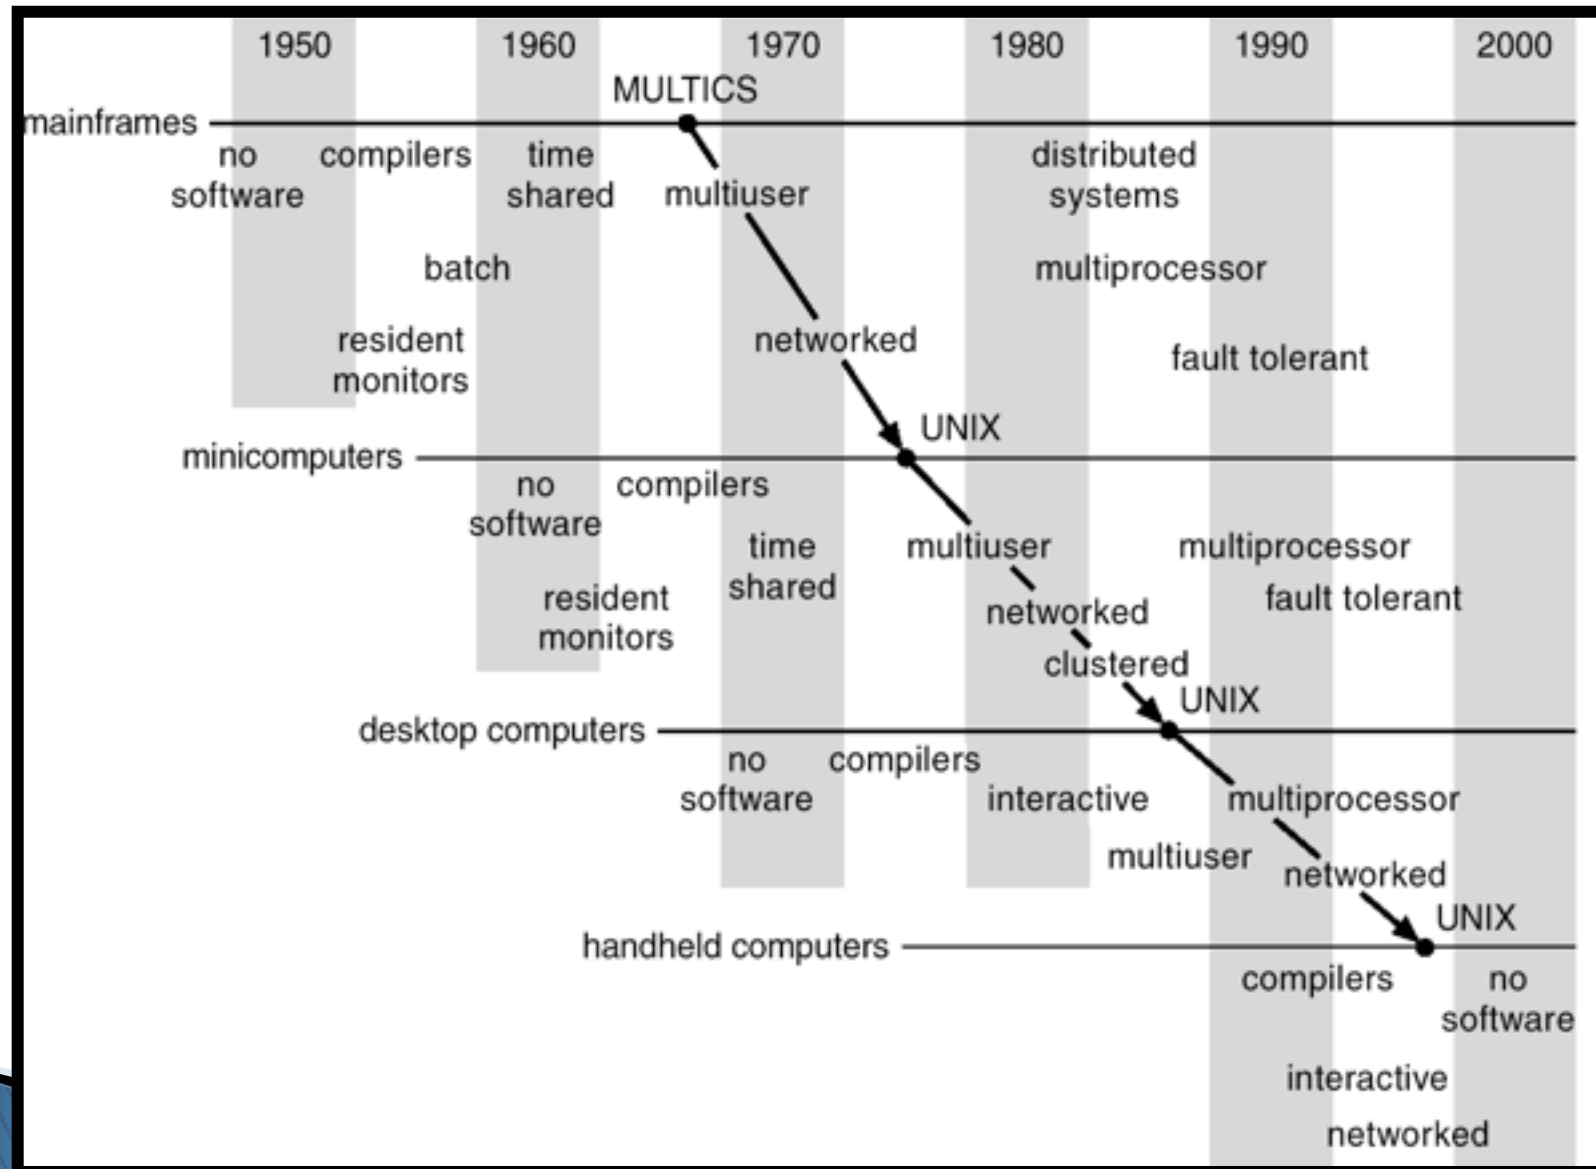 1950 1960 1970 1980 1990 2000
MULTICS
mainframes
no compilers time distributed
software shared multiuser systems
batch multiprocessor
resident networked fault tolerant
monitors
UNIX
minicomputers
no compilers
software
time multiuser multiprocessor
shared
resident networked fault tolerant
monitors
clustered
UNIX
desktop computers
no compilers
software interactive multiprocessor
multiuser networked
UNIX
handheld computers
compilers no
software
interactive
networked